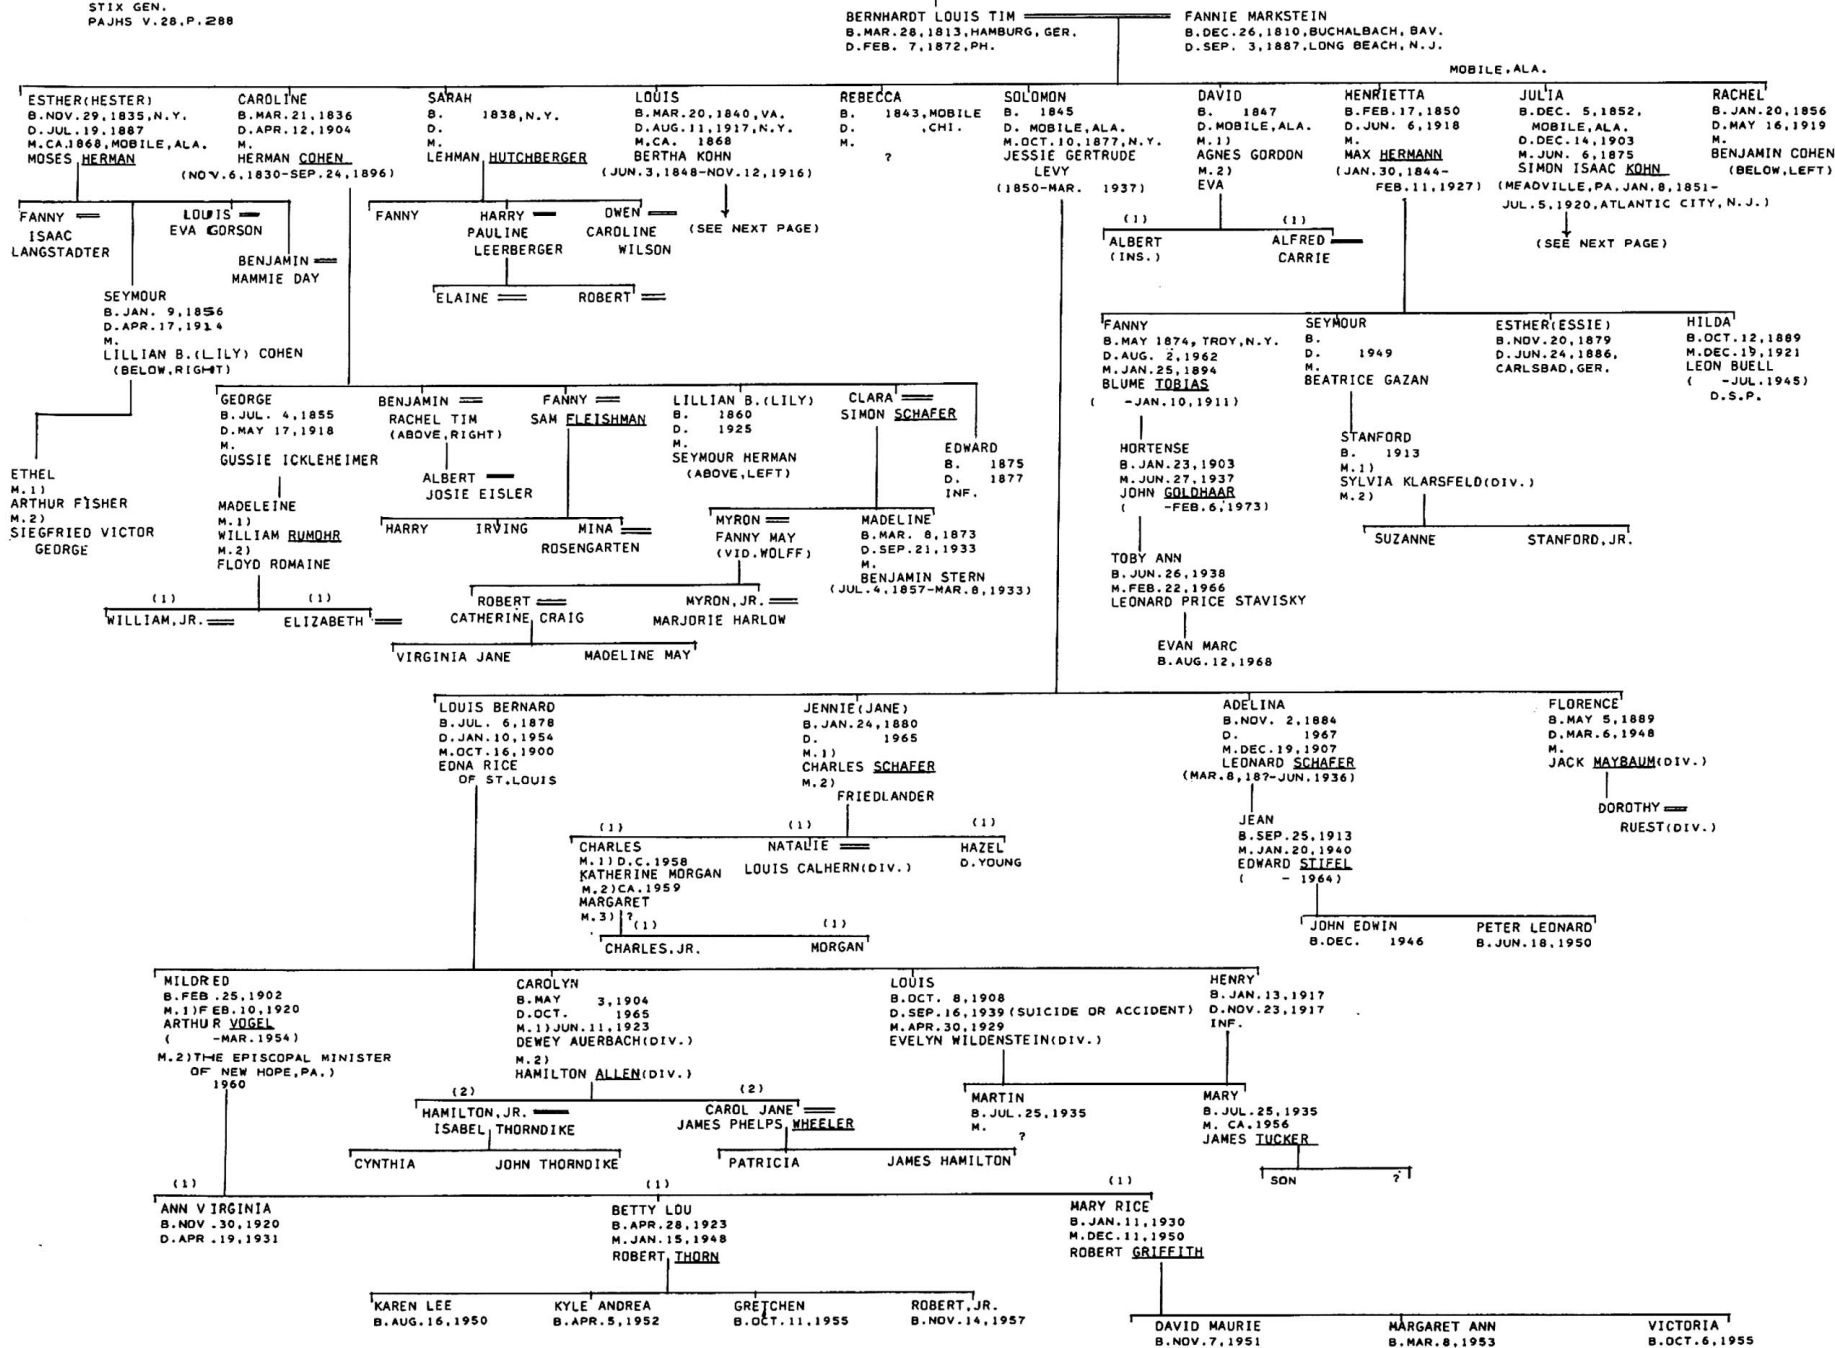 STIX GEN.
PAJHS V.28,P.288
BERNHARDT LOUIS TIM
B.MAR.28,1813,HAMBURG,GER.
D.FEB. 7,1872,PH.
FANNIE MARKSTEIN
B.DEC.26,1810,BUCHALBACH, BAV.
D.SEP. 3,1887,LONG BEACH, N.J.
MOBILE,ALA.
ESTHER(HESTER)
B.NOV.29,1835,N.Y.
D.JUL.19,1887
M.CA.1868,MOBILE,ALA.
MOSES HERMAN
CAROLINE
B.MAR.21,1836
D.APR.12,1904
M.
HERMAN COHEN
(NOV.6,1830-SEP.24,1896)
SARAH
B. 1838,N.Y.
D.
M.
LEHMAN HUTCHBERGER
LOUIS
B.MAR.20,1840,VA.
D.AUG.11,1917,N.Y.
M.CA. 1868
BERTHA KOHN
(JUN.3,1848-NOV.12,1916)
(SEE NEXT PAGE)
REBECCA
B. 1843,MOBILE
D. ,CHI.
M.
?
SOLOMON
B. 1845
D. MOBILE,ALA.
M.OCT.10,1877,N.Y.
JESSIE GERTRUDE
LEVY
(1850-MAR. 1937)
DAVID
B. 1847
D.MOBILE,ALA.
M.1)
AGNES GORDON
M.2)
EVA
HENRIETTA
B.FEB.17,1850
D.JUN. 6,1918
M.
MAX HERMANN
(JAN.30,1844-
FEB.11,1927)
JULIA
B.DEC. 5,1852,
MOBILE,ALA.
D.DEC.14,1903
M.JUN. 6,1875
SIMON ISAAC KOHN
(MEADVILLE,PA.JAN.8,1851-
JUL.5,1920,ATLANTIC CITY,N.J.)
(SEE NEXT PAGE)
RACHEL
B.JAN.20,1856
D.MAY 16,1919
M.
BENJAMIN COHEN
(BELOW,LEFT)
FANNY
ISAAC
LANGSTADTER
LOUIS
EVA GORSON
BENJAMIN
MAMMIE DAY
SEYMOUR
B.JAN. 9,1856
D.APR.17,1914
M.
LILLIAN B.(LILY) COHEN
(BELOW,RIGHT)
FANNY
HARRY
PAULINE
LEERBERGER
OWEN
CAROLINE
WILSON
ELAINE
ROBERT
(1)
ALBERT
(INS.)
(1)
ALFRED
CARRIE
FANNY
B.MAY 1874, TROY,N.Y.
D.AUG. 2,1962
M.JAN.25,1894
BLUME TOBIAS
( -JAN.10,1911)
SEYMOUR
B.
D. 1949
M.
BEATRICE GAZAN
ESTHER(ESSIE)
B.NOV.20,1879
D.JUN.24,1886,
CARLSBAD,GER.
HILDA
B.OCT.12,1889
M.DEC.19,1921
LEON BUELL
( -JUL.1945)
D.S.P.
GEORGE
B.JUL. 4,1855
D.MAY 17,1918
M.
GUSSIE ICKLEHEIMER
BENJAMIN
RACHEL TIM
(ABOVE,RIGHT)
ALBERT
JOSIE EISLER
FANNY
SAM FLEISHMAN
LILLIAN B.(LILY)
B. 1860
D. 1925
M.
SEYMOUR HERMAN
(ABOVE,LEFT)
CLARA
SIMON SCHAFER
EDWARD
B. 1875
D. 1877
INF.
HORTENSE
B.JAN.23,1903
M.JUN.27,1937
JOHN GOLDHAAR
( -FEB.6,1973)
STANFORD
B. 1913
M.1)
SYLVIA KLARSFELD(DIV.)
M.2)
ETHEL
M.1)
ARTHUR FISHER
M.2)
SIEGFRIED VICTOR
GEORGE
MADELEINE
M.1)
WILLIAM RUMOHR
M.2)
FLOYD ROMAINE
HARRY
IRVING
MINA
ROSENGARTEN
MYRON
FANNY MAY
(VID.WOLFF)
MADELINE
B.MAR. 8,1873
D.SEP.21,1933
M.
BENJAMIN STERN
(JUL.4,1857-MAR.8,1933)
SUZANNE
STANFORD,JR.
TOBY ANN
B.JUN.26,1938
M.FEB.22,1966
LEONARD PRICE STAVISKY
(1)
WILLIAM,JR.
(1)
ELIZABETH
ROBERT
CATHERINE CRAIG
MYRON,JR.
MARJORIE HARLOW
VIRGINIA JANE
MADELINE MAY
EVAN MARC
B.AUG.12,1968
LOUIS BERNARD
B.JUL. 6,1878
D.JAN.10,1954
M.OCT.16,1900
EDNA RICE
OF ST.LOUIS
JENNIE(JANE)
B.JAN.24,1880
D. 1965
M.1)
CHARLES SCHAFER
M.2)
FRIEDLANDER
ADELINA
B.NOV. 2,1884
D. 1967
M.DEC.19,1907
LEONARD SCHAFER
(MAR.8,18?-JUN.1936)
FLORENCE
B.MAY 5,1889
D.MAR.6,1948
M.
JACK MAYBAUM(DIV.)
DOROTHY
RUEST(DIV.)
(1)
CHARLES
M.1)D.C.1958
KATHERINE MORGAN
M.2)CA.1959
MARGARET
M.3) ?
(1)
NATALIE
LOUIS CALHERN(DIV.)
(1)
HAZEL
D.YOUNG
JEAN
B.SEP.25,1913
M.JAN.20,1940
EDWARD STIFEL
( - 1964)
(1)
CHARLES,JR.
(1)
MORGAN
JOHN EDWIN
B.DEC. 1946
PETER LEONARD
B.JUN.18,1950
MILDRED
B.FEB.25,1902
M.1)FEB.10,1920
ARTHUR VOGEL
( -MAR.1954)
M.2)THE EPISCOPAL MINISTER
OF NEW HOPE,PA.)
1960
CAROLYN
B.MAY 3,1904
D.OCT. 1965
M.1)JUN.11,1923
DEWEY AUERBACH(DIV.)
M.2)
HAMILTON ALLEN(DIV.)
LOUIS
B.OCT. 8,1908
D.SEP.16,1939(SUICIDE OR ACCIDENT)
M.APR.30,1929
EVELYN WILDENSTEIN(DIV.)
HENRY
B.JAN.13,1917
D.NOV.23,1917
INF.
(2)
HAMILTON,JR.
ISABEL THORNDIKE
(2)
CAROL JANE
JAMES PHELPS WHEELER
MARTIN
B.JUL.25,1935
M.
?
MARY
B.JUL.25,1935
M. CA.1956
JAMES TUCKER
CYNTHIA
JOHN THORNDIKE
PATRICIA
JAMES HAMILTON
SON
?
(1)
ANN VIRGINIA
B.NOV.30,1920
D.APR.19,1931
(1)
BETTY LOU
B.APR.28,1923
M.JAN.15,1948
ROBERT THORN
(1)
MARY RICE
B.JAN.11,1930
M.DEC.11,1950
ROBERT GRIFFITH
KAREN LEE
B.AUG.16,1950
KYLE ANDREA
B.APR.5,1952
GRETCHEN
B.OCT.11,1955
ROBERT,JR.
B.NOV.14,1957
DAVID MAURIE
B.NOV.7,1951
MARGARET ANN
B.MAR.8,1953
VICTORIA
B.OCT.6,1955